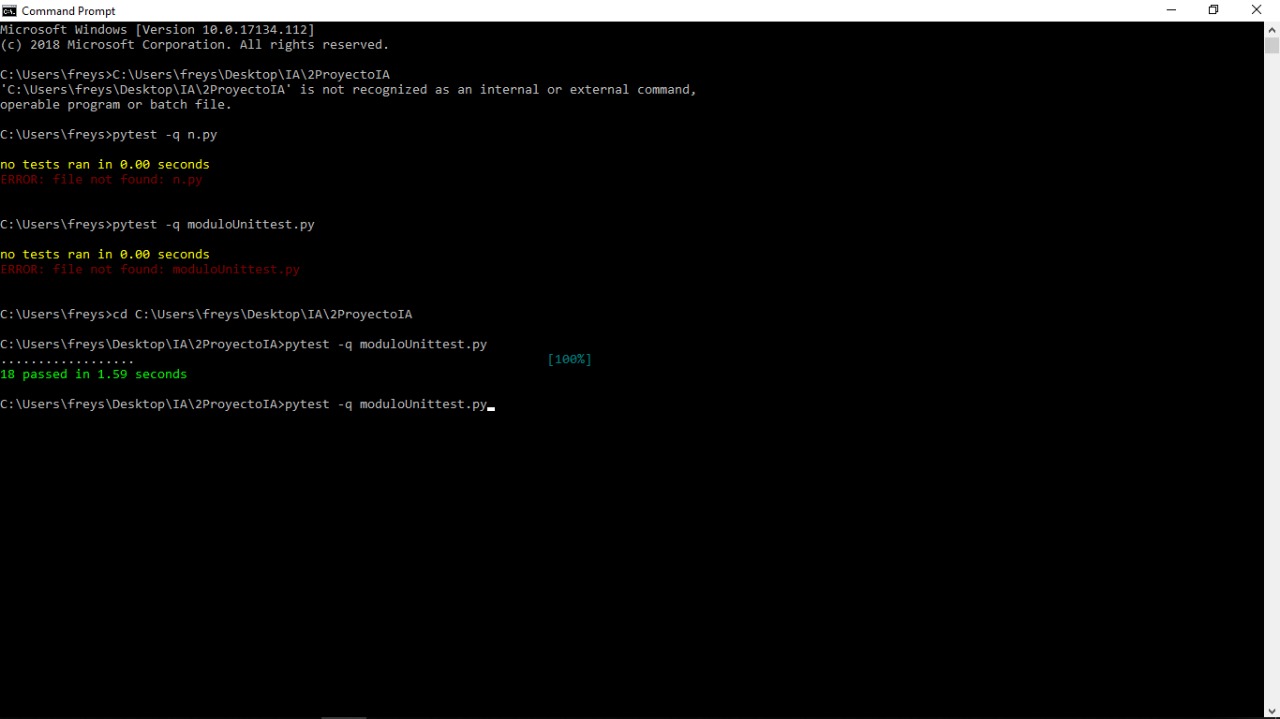 Command Prompt
Microsoft Windows [Version 10.0.17134.112]
(c) 2018 Microsoft Corporation. All rights reserved.
C:\Users\freys>C:\Users\freys\Desktop\IA\2ProyectoIA
'C:\Users\freys\Desktop\IA\2ProyectoIA' is not recognized as an internal or external command,
operable program or batch file.
C:\Users\freys>pytest -q n.py
no tests ran in 0.00 seconds
ERROR: file not found: n.py
C:\Users\freys>pytest -q moduloUnittest.py
no tests ran in 0.00 seconds
ERROR: file not found: moduloUnittest.py
C:\Users\freys>cd C:\Users\freys\Desktop\IA\2ProyectoIA
C:\Users\freys\Desktop\IA\2ProyectoIA>pytest -q moduloUnittest.py
.................. [100%]
18 passed in 1.59 seconds
C:\Users\freys\Desktop\IA\2ProyectoIA>pytest -q moduloUnittest.py